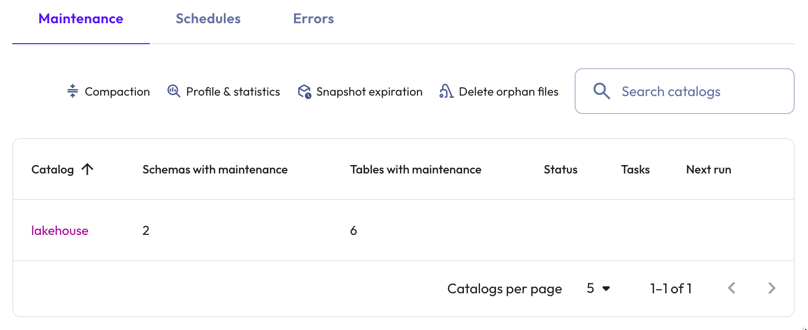 Maintenance Schedules Errors
Compaction Profile & statistics Snapshot expiration Delete orphan files Search catalogs
Catalog Schemas with maintenance Tables with maintenance Status Tasks Next run
lakehouse 2 6
Catalogs per page 5 1–1 of 1